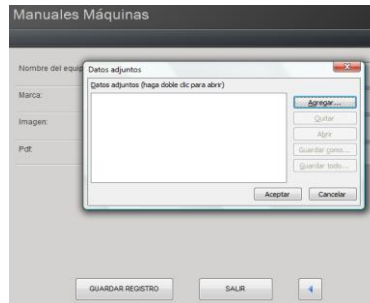 Manuales Máquinas
Nombre del equip
Datos adjuntos
Datos adjuntos (haga doble clic para abrir)
Agregar...
Marca:
Quitar
Imagen:
Abrir
Pdf:
Guardar como...
Guardar todo...
Aceptar
Cancelar
GUARDAR REGISTRO
SALIR